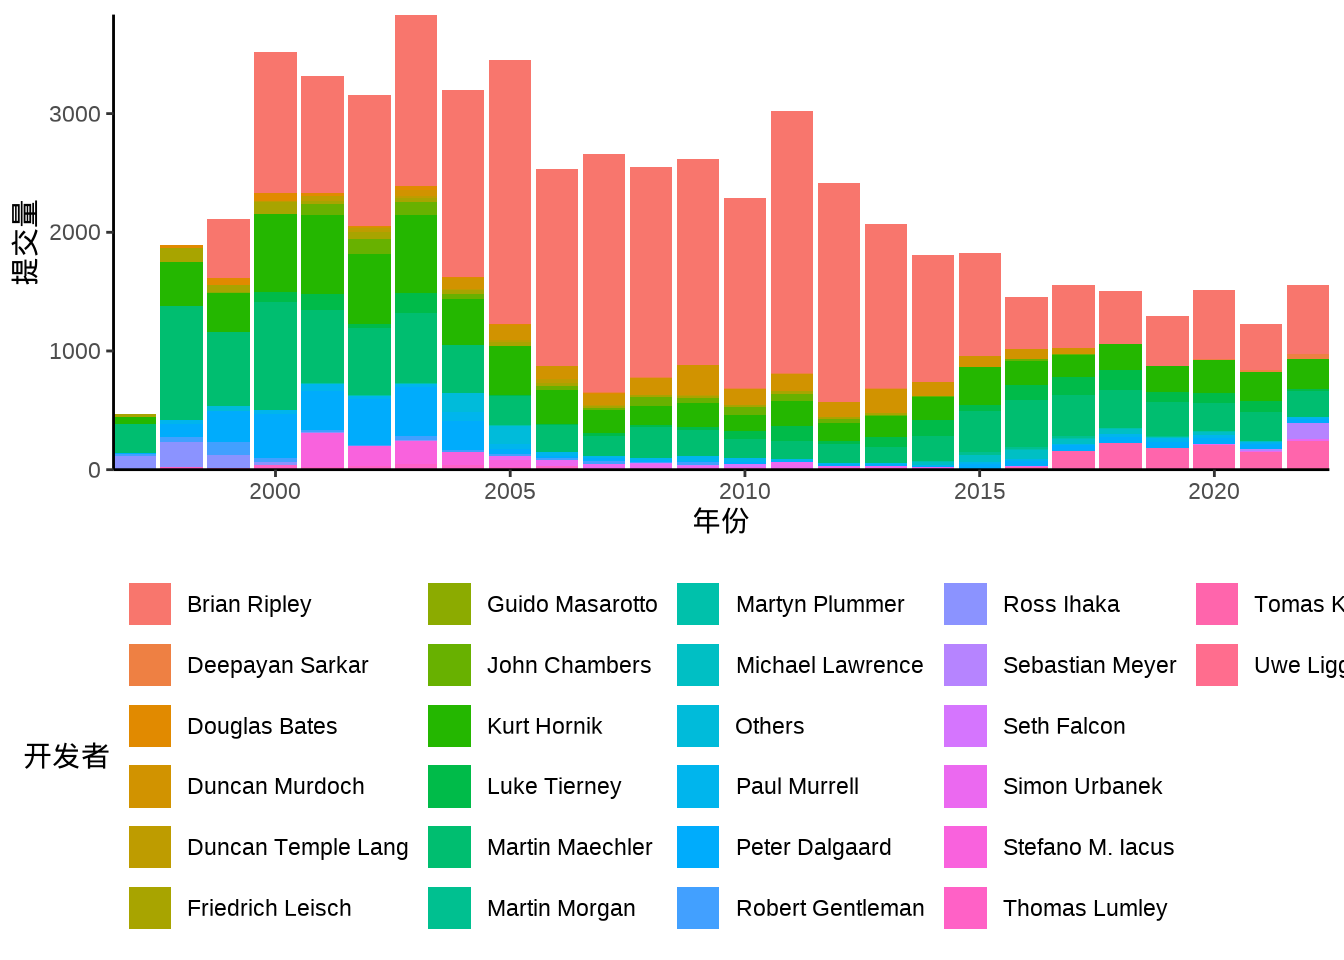 提交量
3000
2000
1000
0
2000
2005
2010
2015
2020
年份
开发者
Brian Ripley
Deepayan Sarkar
Douglas Bates
Duncan Murdoch
Duncan Temple Lang
Friedrich Leisch
Guido Masarotto
John Chambers
Kurt Hornik
Luke Tierney
Martin Maechler
Martin Morgan
Martyn Plummer
Michael Lawrence
Others
Paul Murrell
Peter Dalgaard
Robert Gentleman
Ross Ihaka
Sebastian Meyer
Seth Falcon
Simon Urbanek
Stefano M. Iacus
Thomas Lumley
Tomas
Uwe